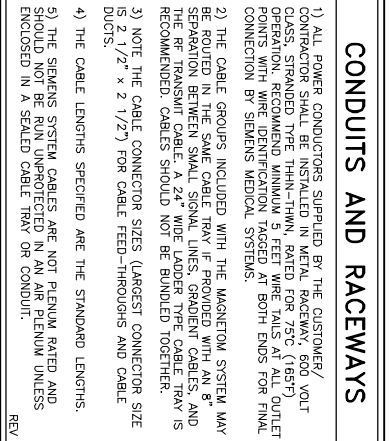 CONDUITS AND RACEWAYS
1) ALL POWER CONDUCTORS SUPPLIED BY THE CUSTOMER/
CONTRACTOR SHALL BE INSTALLED IN METAL RACEWAY, 600 VOLT
CLASS, STRANDED TYPE THHN-THWN, RATED FOR 75°C (165°F)
OPERATION. RECOMMEND MINIMUM 5 FEET WIRE TAILS AT ALL OUTLET
POINTS WITH WIRE IDENTIFICATION TAGGED AT BOTH ENDS FOR FINAL
CONNECTION BY SIEMENS MEDICAL SYSTEMS.
2) THE CABLE GROUPS INCLUDED WITH THE MAGNETOM SYSTEM MAY
BE ROUTED IN THE SAME CABLE TRAY IF PROVIDED WITH AN 8"
SEPARATION BETWEEN SMALL SIGNAL LINES, GRADIENT CABLES, AND
THE RF TRANSMIT CABLE. A 24" WIDE LADDER TYPE CABLE TRAY IS
RECOMMENDED. CABLES SHOULD NOT BE BUNDLED TOGETHER.
3) NOTE THE CABLE CONNECTOR SIZES (LARGEST CONNECTOR SIZE
IS 2 1/2" x 2 1/2") FOR CABLE FEED-THROUGHS AND CABLE
DUCTS.
4) THE CABLE LENGTHS SPECIFIED ARE THE STANDARD LENGTHS.
5) THE SIEMENS SYSTEM CABLES ARE NOT PLENUM RATED AND
SHOULD NOT BE RUN UNPROTECTED IN AN AIR PLENUM UNLESS
ENCLOSED IN A SEALED CABLE TRAY OR CONDUIT.
REV